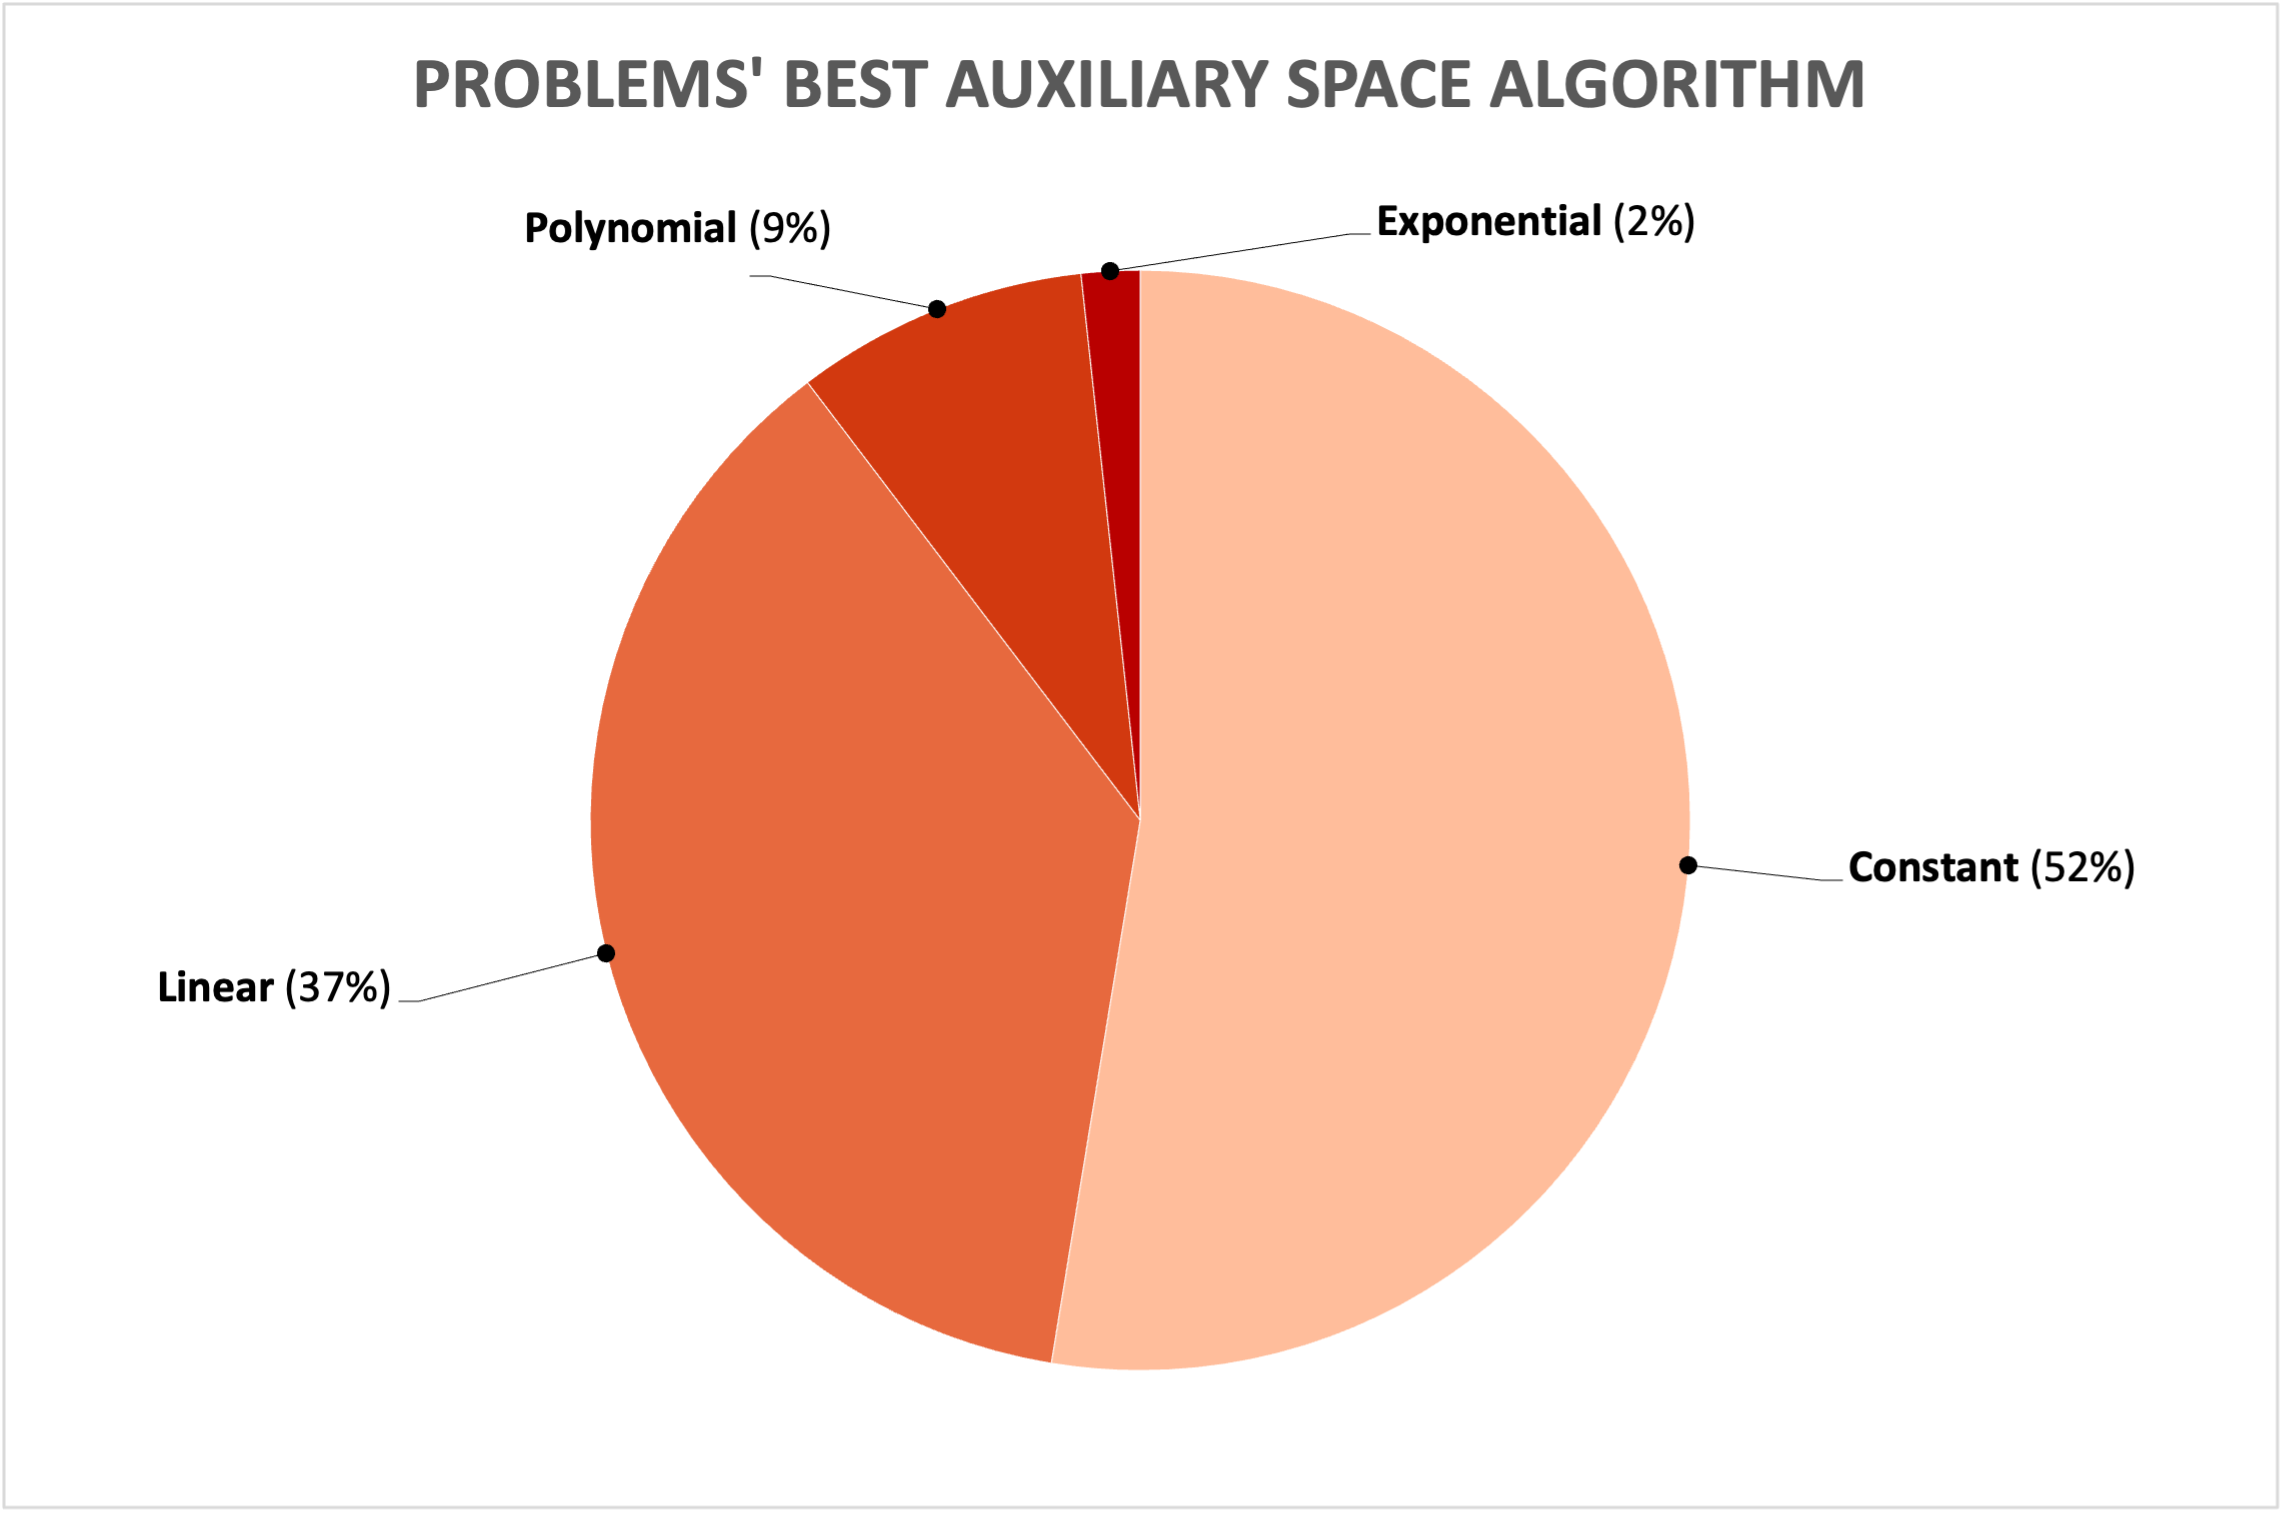 PROBLEMS' BEST AUXILIARY SPACE ALGORITHM
Polynomial (9%)
Exponential (2%)
Constant (52%)
Linear (37%)